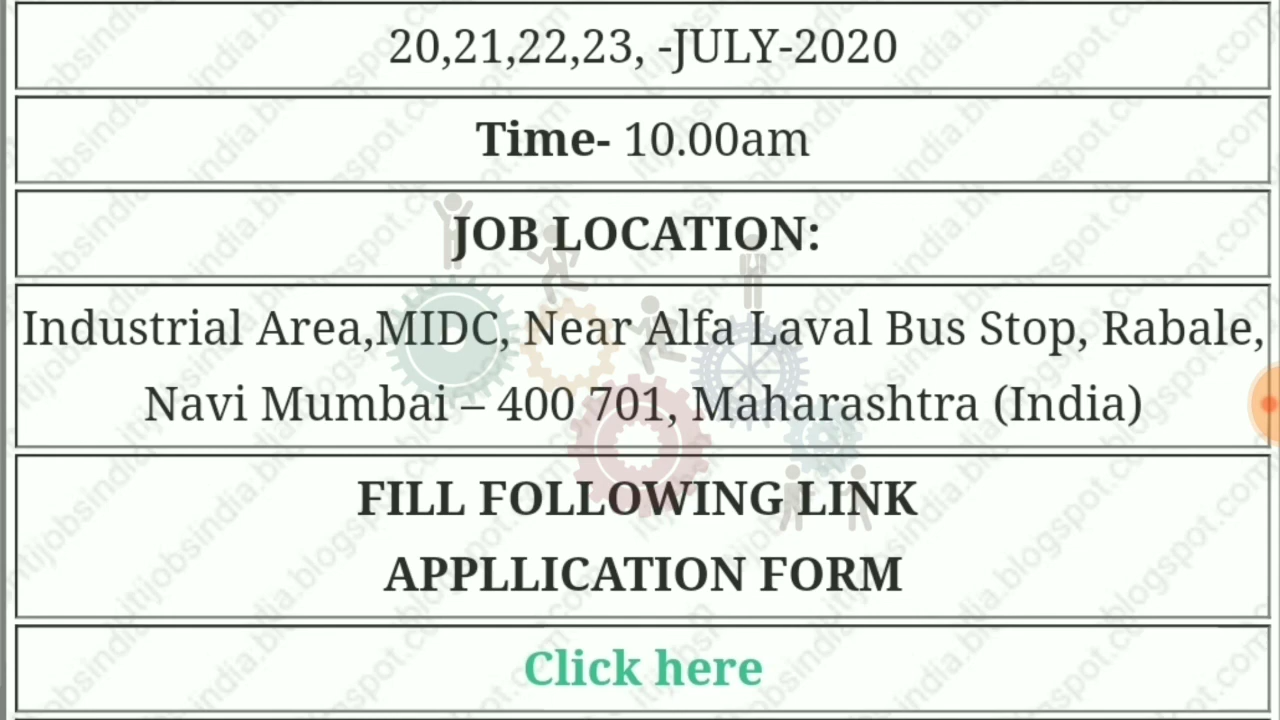 20,21,22,23, -JULY-2020
Time- 10.00am
JOB LOCATION:
Industrial Area,MIDC, Near Alfa Laval Bus Stop, Rabale,
Navi Mumbai – 400 701, Maharashtra (India)
FILL FOLLOWING LINK
APPLLICATION FORM
Click here